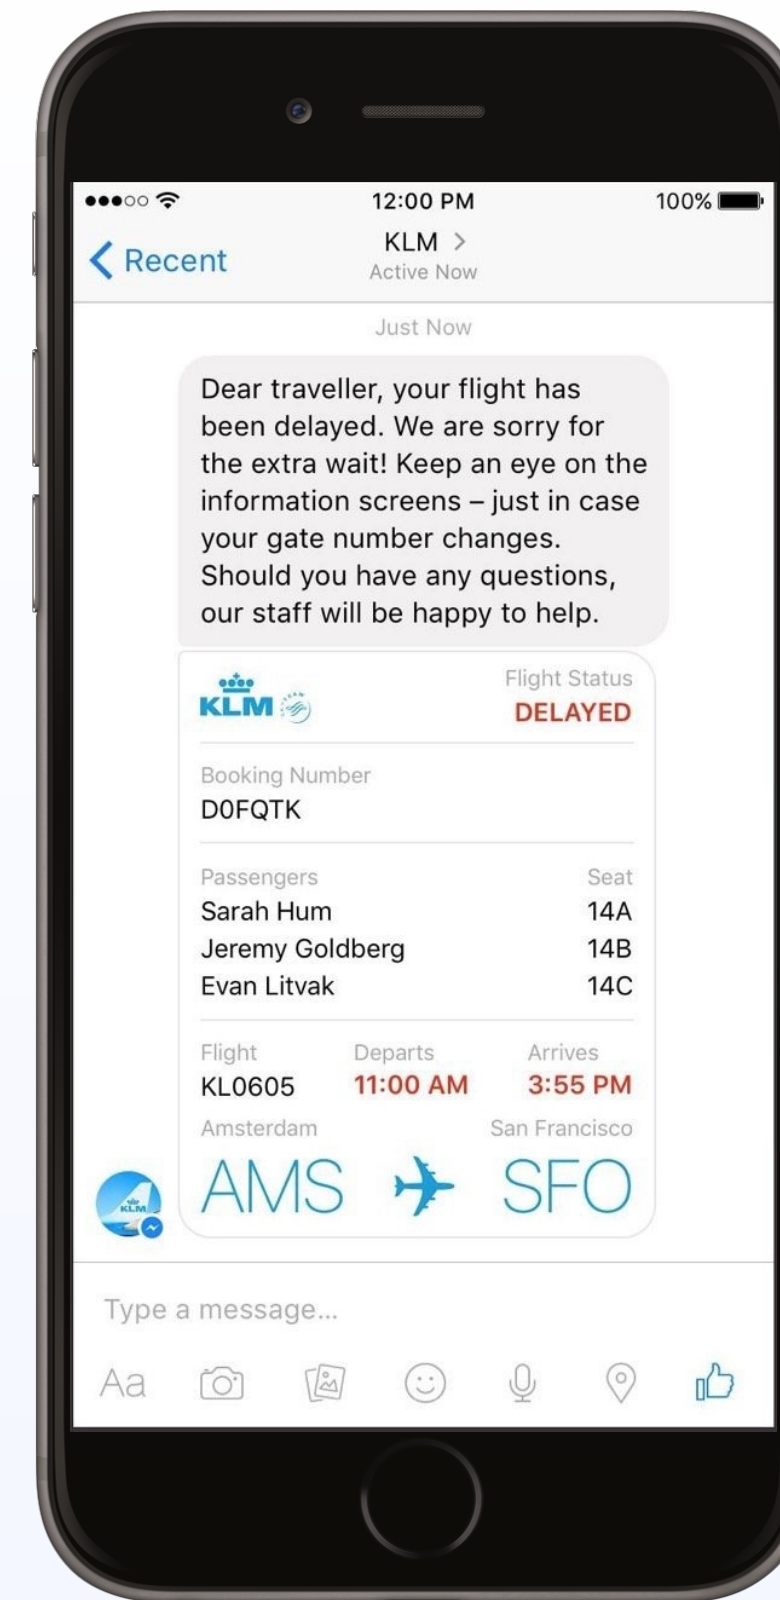 12:00 PM
100%
Recent
KLM
Active Now
Just Now
Dear traveller, your flight has
been delayed. We are sorry for
the extra wait! Keep an eye on the
information screens – just in case
your gate number changes.
Should you have any questions,
our staff will be happy to help.
KLM
Flight Status
DELAYED
Booking Number
D0FQTK
Passengers Seat
Sarah Hum 14A
Jeremy Goldberg 14B
Evan Litvak 14C
Flight Departs Arrives
KL0605 11:00 AM 3:55 PM
Amsterdam San Francisco
AMS SFO
KLM
Type a message...
Aa